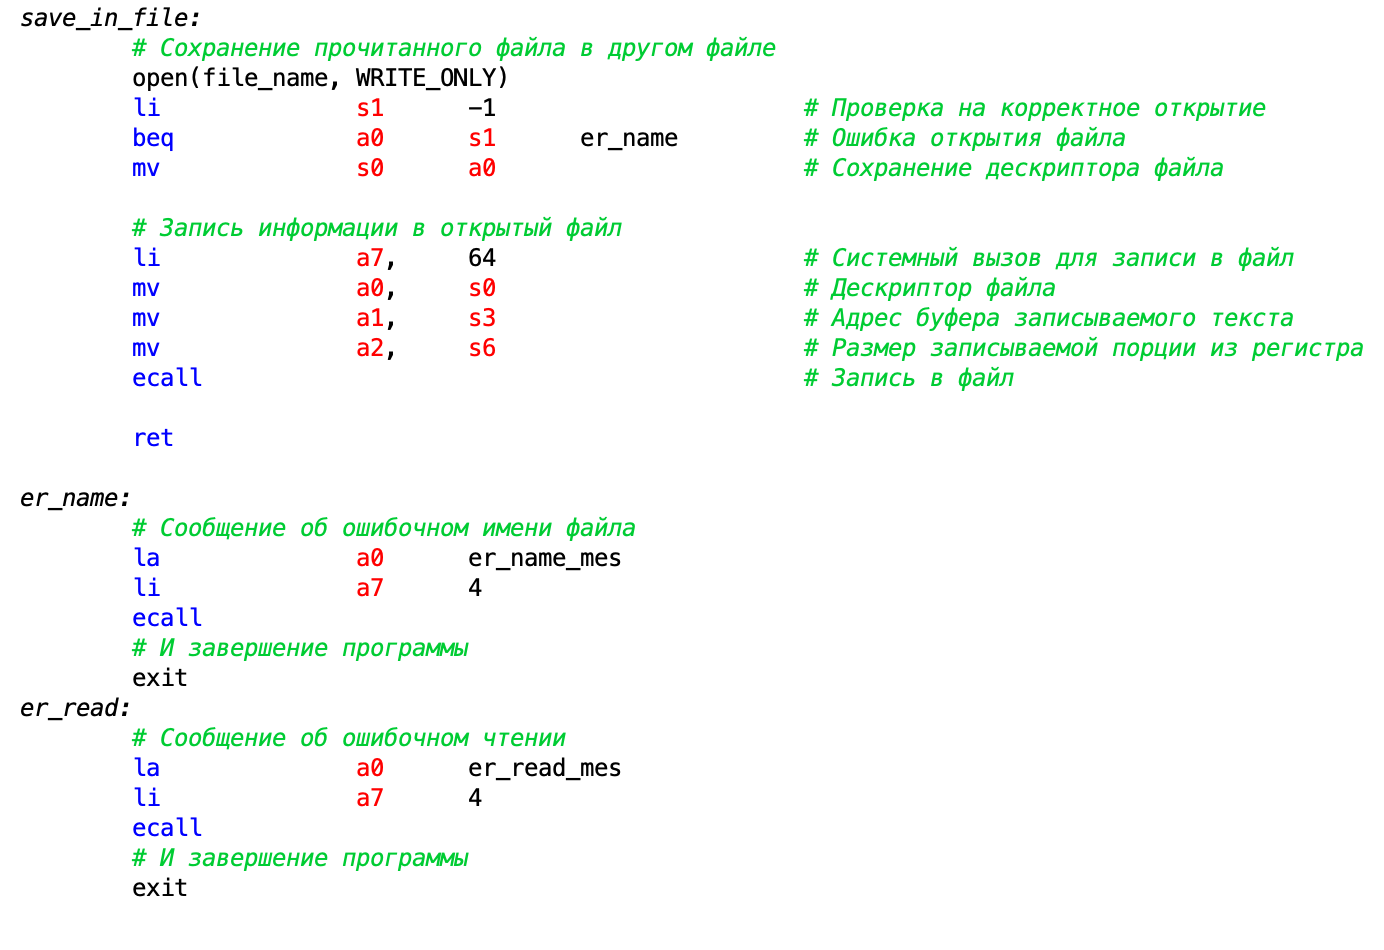 save_in_file:
# Сохранение прочитанного файла в другом файле
open(file_name, WRITE_ONLY)
li s1 -1 # Проверка на корректное открытие
beq a0 s1 er_name # Ошибка открытия файла
mv s0 a0 # Сохранение дескриптора файла
# Запись информации в открытый файл
li a7, 64 # Системный вызов для записи в файл
mv a0, s0 # Дескриптор файла
mv a1, s3 # Адрес буфера записываемого текста
mv a2, s6 # Размер записываемой порции из регистра
ecall # Запись в файл
ret
er_name:
# Сообщение об ошибочном имени файла
la a0 er_name_mes
li a7 4
ecall
# И завершение программы
exit
er_read:
# Сообщение об ошибочном чтении
la a0 er_read_mes
li a7 4
ecall
# И завершение программы
exit